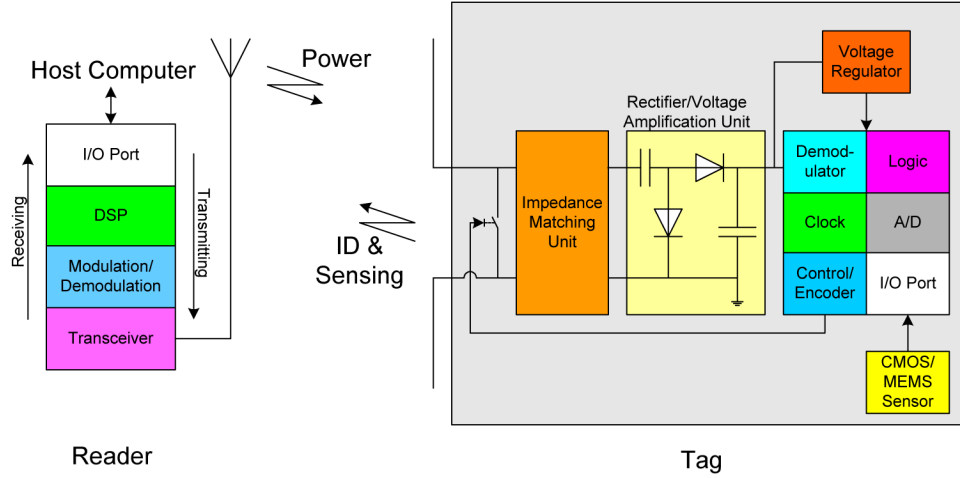 Host Computer
I/O Port
DSP
Modulation/
Demodulation
Transceiver
Receiving
Transmitting
Reader
Power
ID &
Sensing
Impedance
Matching
Unit
Rectifier/Voltage
Amplification Unit
Voltage
Regulator
Demod-
ulator
Logic
Clock
A/D
Control/
Encoder
I/O Port
CMOS/
MEMS
Sensor
Tag